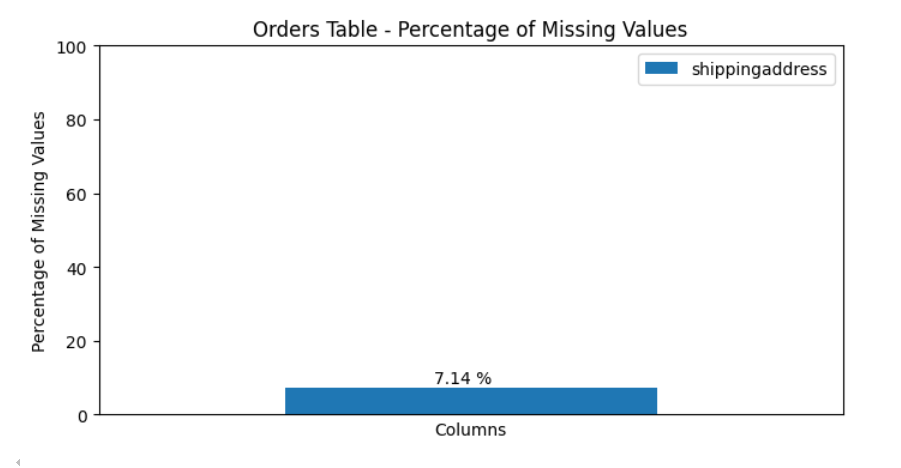 Orders Table - Percentage of Missing Values
100
shippingaddress
80
60
40
20
0
Percentage of Missing Values
7.14 %
Columns